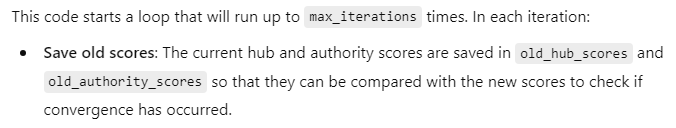 This code starts a loop that will run up to max_iterations times. In each iteration:
• Save old scores: The current hub and authority scores are saved in old_hub_scores and
old_authority_scores so that they can be compared with the new scores to check if
convergence has occurred.